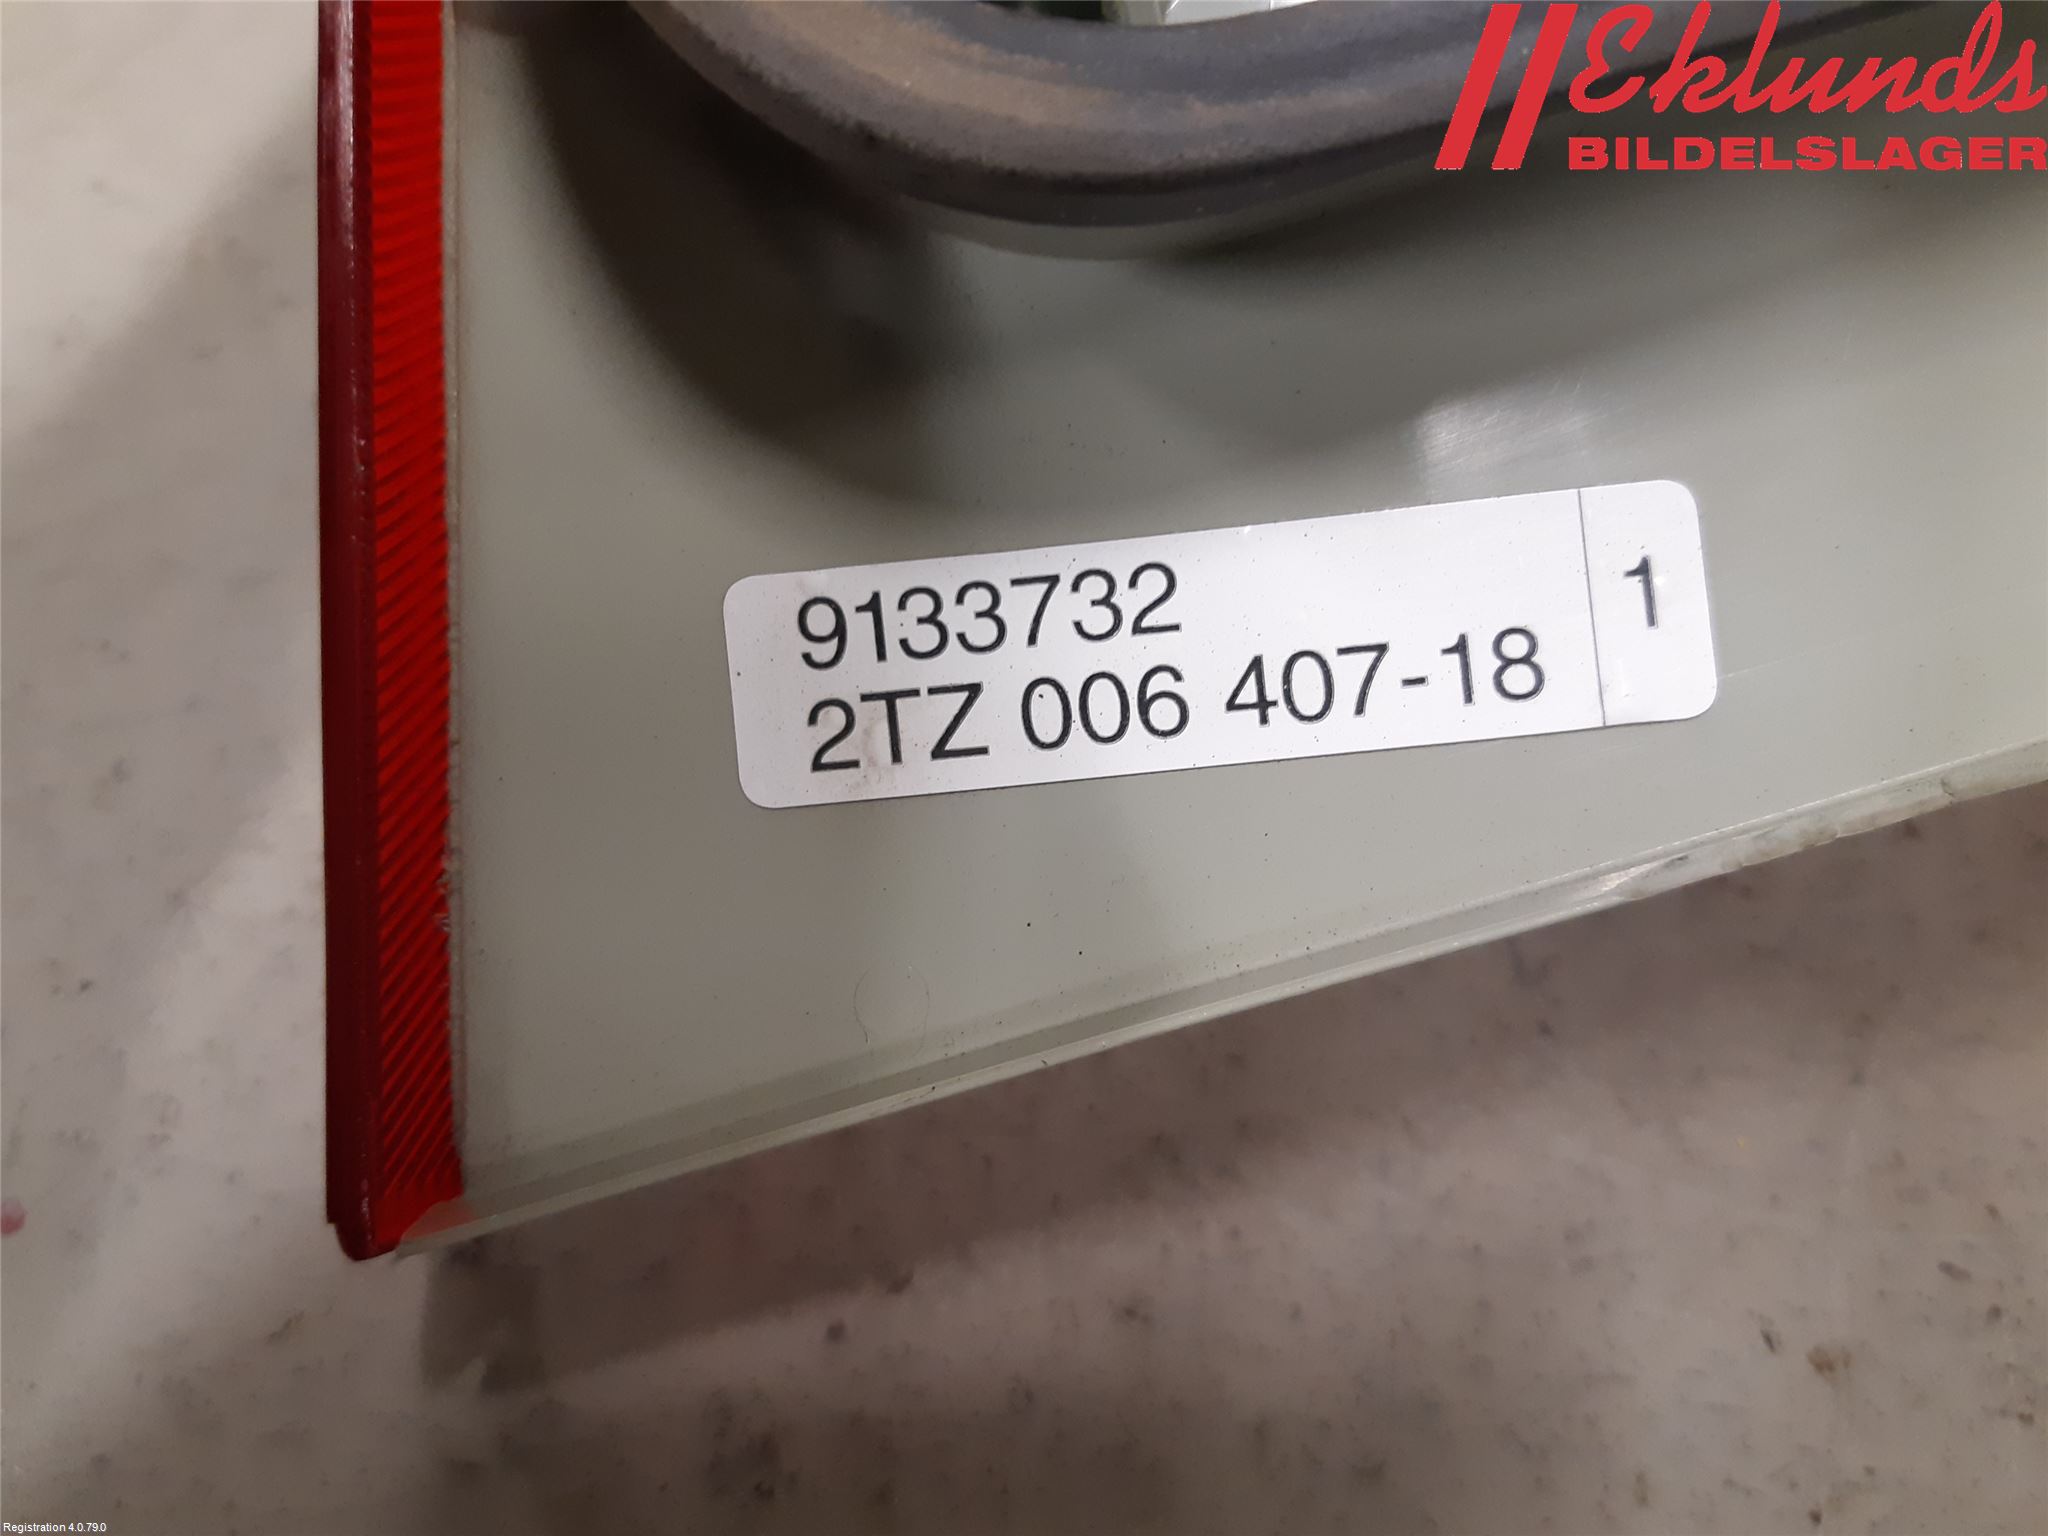 Eklunds
BILDELSLAGER
9133732
2TZ 006 407-18
1
Registration 4.0.79.0